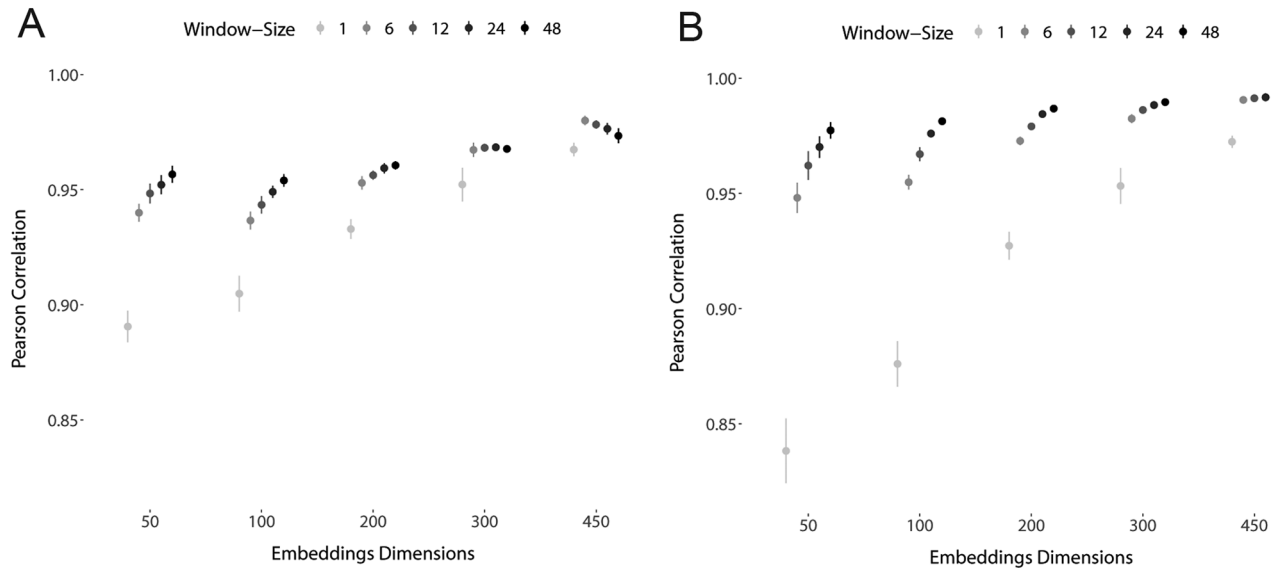 A
Window−Size 1 6 12 24 48
1.00
0.95
0.90
0.85
Pearson Correlation
50 100 200 300 450
Embeddings Dimensions
B
Window−Size 1 6 12 24 48
1.00
0.95
0.90
0.85
Pearson Correlation
50 100 200 300 450
Embeddings Dimensions